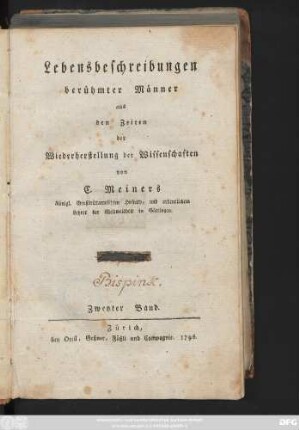 Lebensbeschreibungen
berühmter Männer
aus
den Zeiten
der
Wiederherstellung der Wissenschaften
von
C. Meiners
Königl. Großbritannischem Hofrath, und ordentlichem
Lehrer der Weltweisheit in Göttingen.
Bispink.
Zweyter Band.
Zürich,
bey Orell, Geßner, Füßli und Compagnie. 1796.